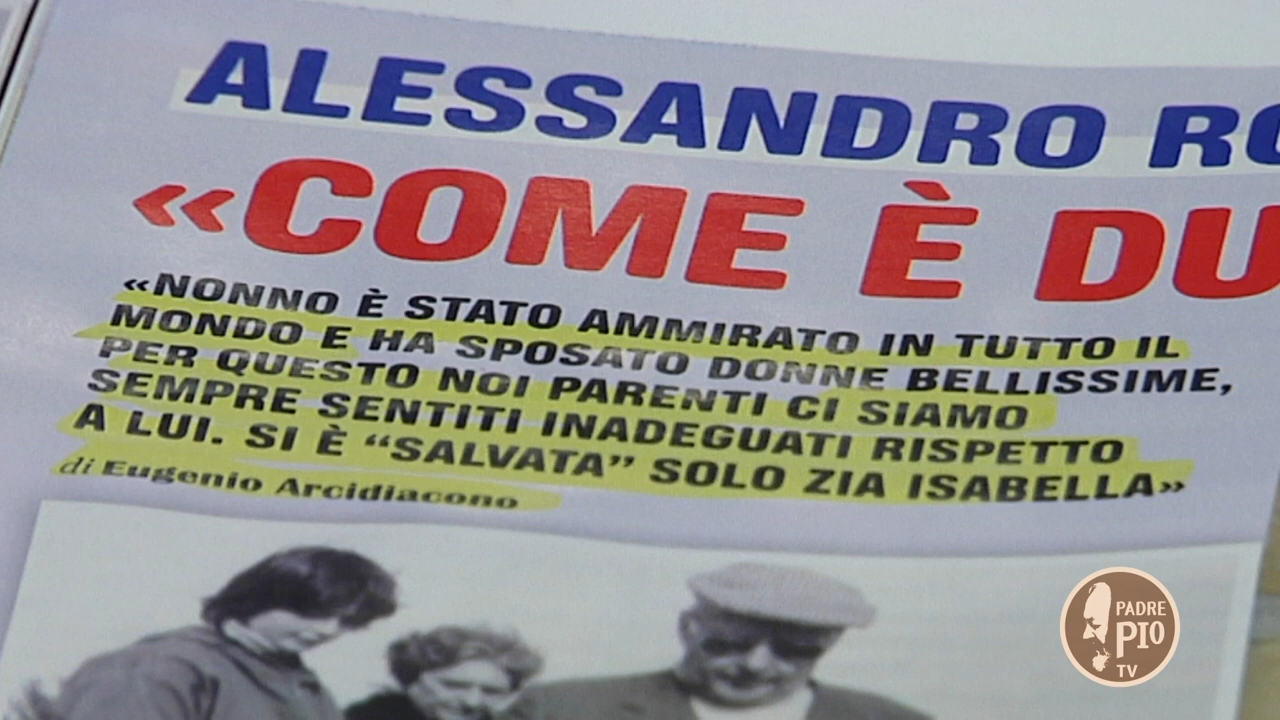 ALESSANDRO RO
«COME È DU
«NONNO È STATO AMMIRATO IN TUTTO IL
MONDO E HA SPOSATO DONNE BELLISSIME,
PER QUESTO NOI PARENTI CI SIAMO
SEMPRE SENTITI INADEGUATI RISPETTO
A LUI. SI È “SALVATA” SOLO ZIA ISABELLA»
di Eugenio Arcidiacono
PADRE
PIO
TV